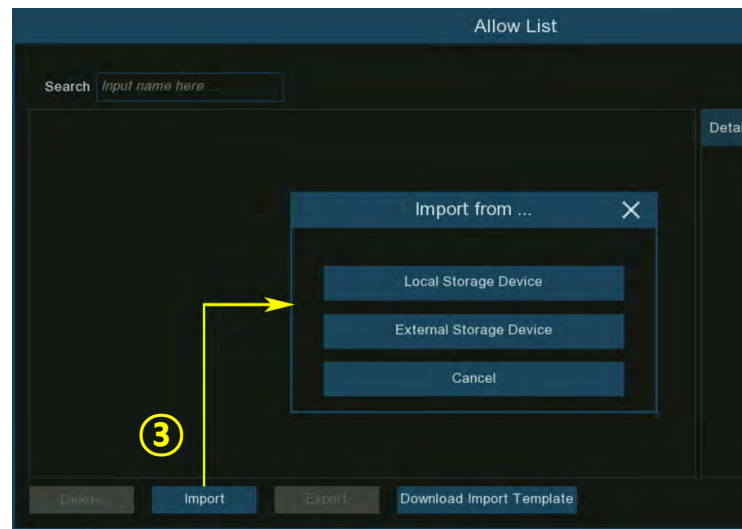 Allow List
Search Input name here ...
Detai
Import from ... ✕
Local Storage Device
External Storage Device
Cancel
③
Delete Import Export Download Import Template